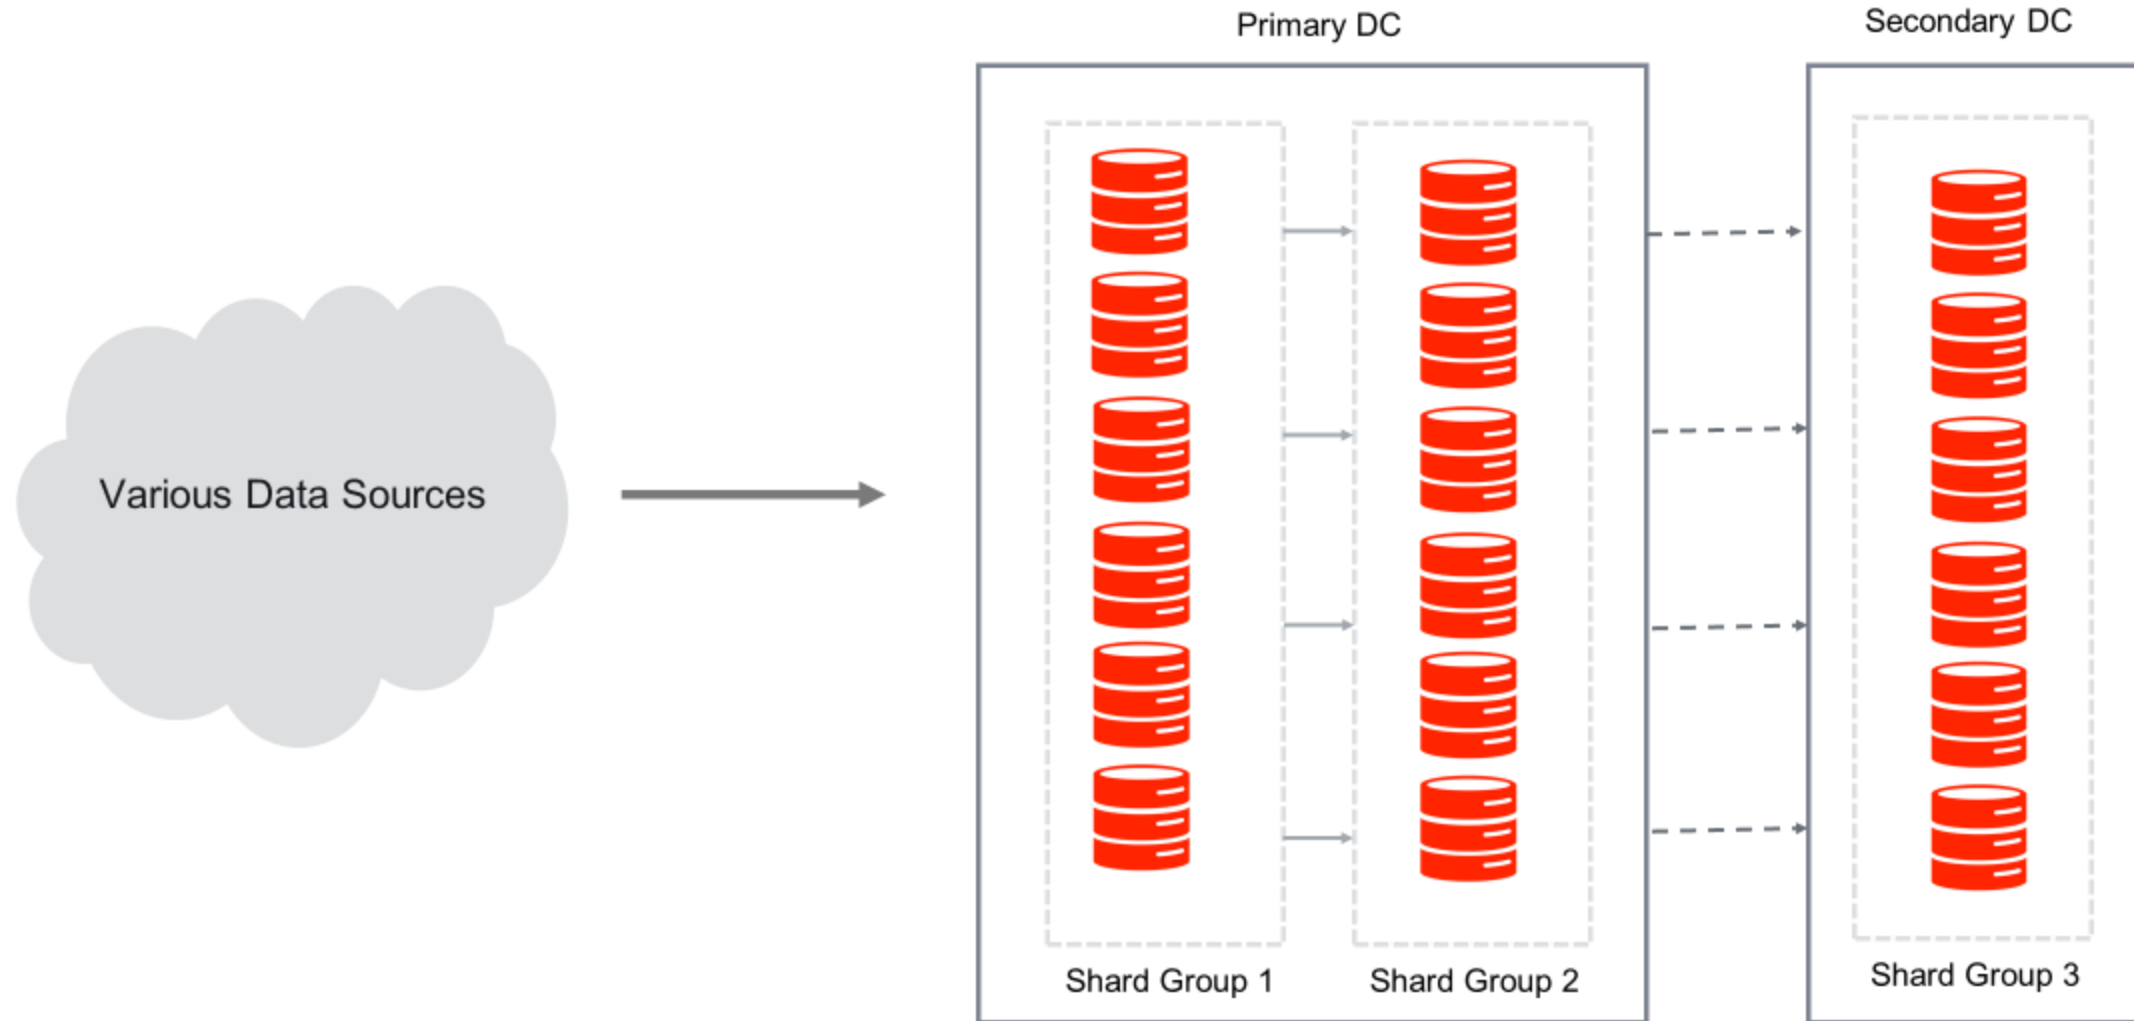 Primary DC
Secondary DC
Various Data Sources
Shard Group 1
Shard Group 2
Shard Group 3